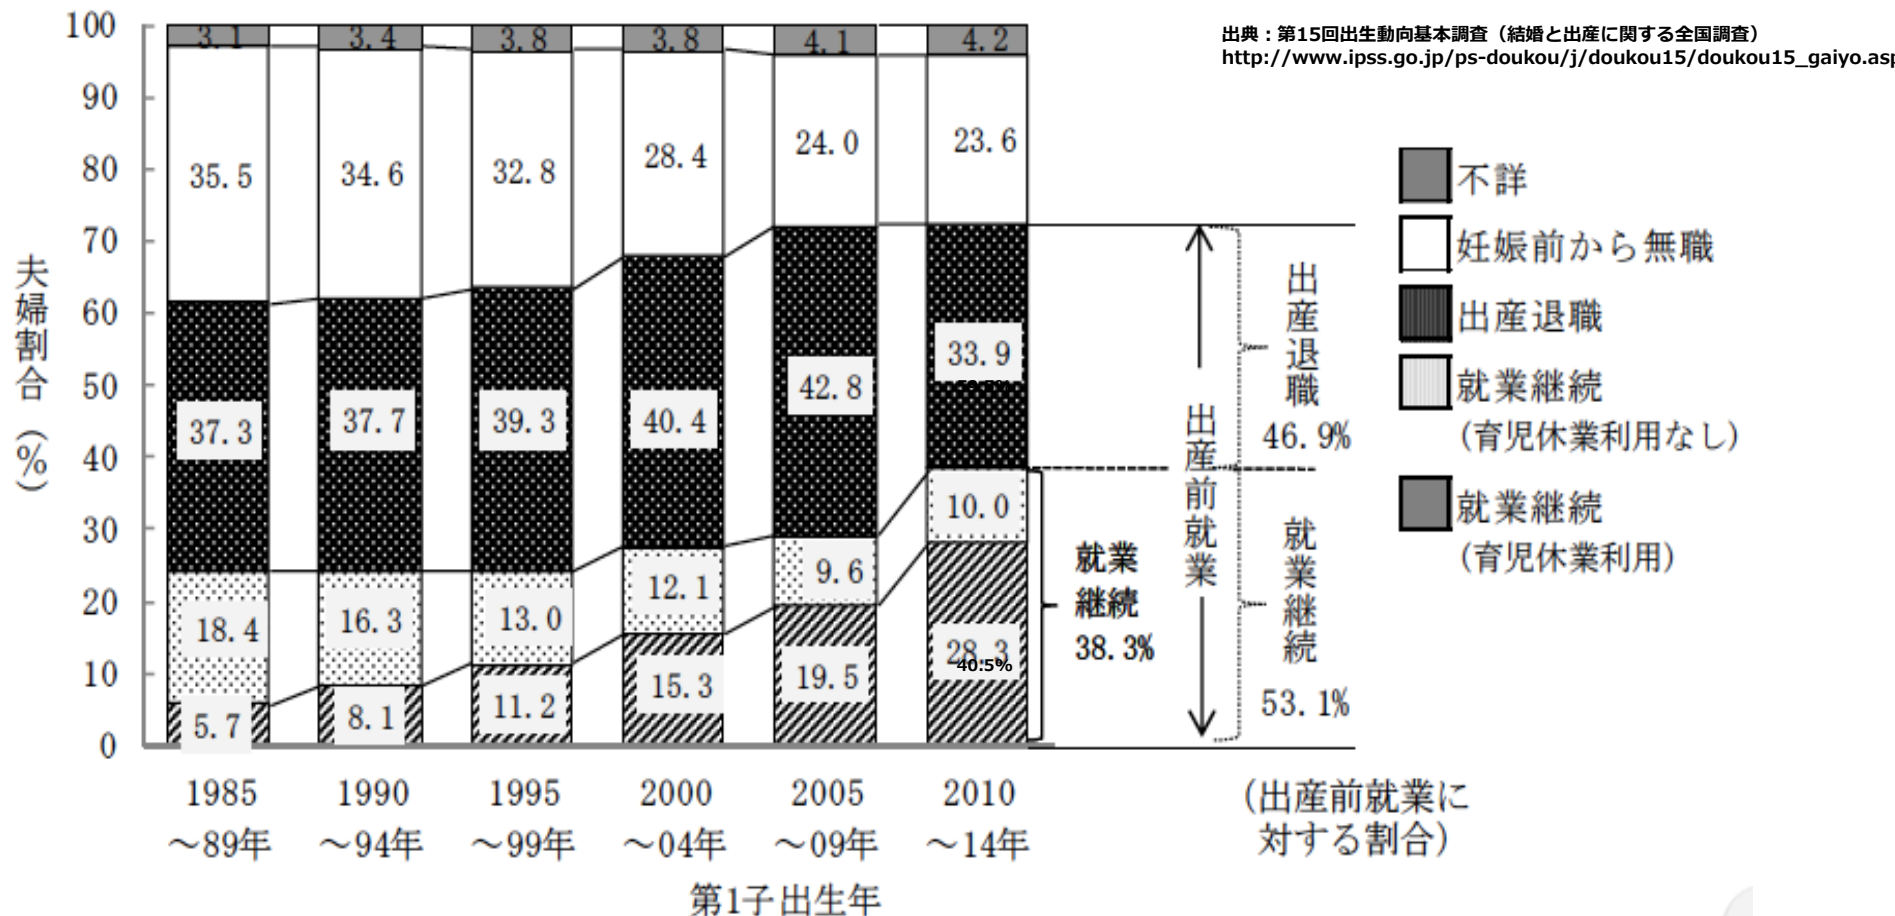 出典：第15回出生動向基本調査（結婚と出産に関する全国調査）
http://www.ipss.go.jp/ps-doukou/j/doukou15/doukou15_gaiyo.asp
夫婦割合（%）
100
90
80
70
60
50
40
30
20
10
0
3.1 3.4 3.8 3.8 4.1 4.2
35.5 34.6 32.8 28.4 24.0 23.6
37.3 37.7 39.3 40.4 42.8 33.9
18.4 16.3 13.0 12.1 9.6 10.0
5.7 8.1 11.2 15.3 19.5 28.3
40.5%
1985 1990 1995 2000 2005 2010
～89年 ～94年 ～99年 ～04年 ～09年 ～14年
第1子出生年
就業
継続
38.3%
出産前就業
出産退職
46.9%
就業継続
53.1%
(出産前就業に
対する割合)
不詳
妊娠前から無職
出産退職
就業継続
(育児休業利用なし)
就業継続
(育児休業利用)